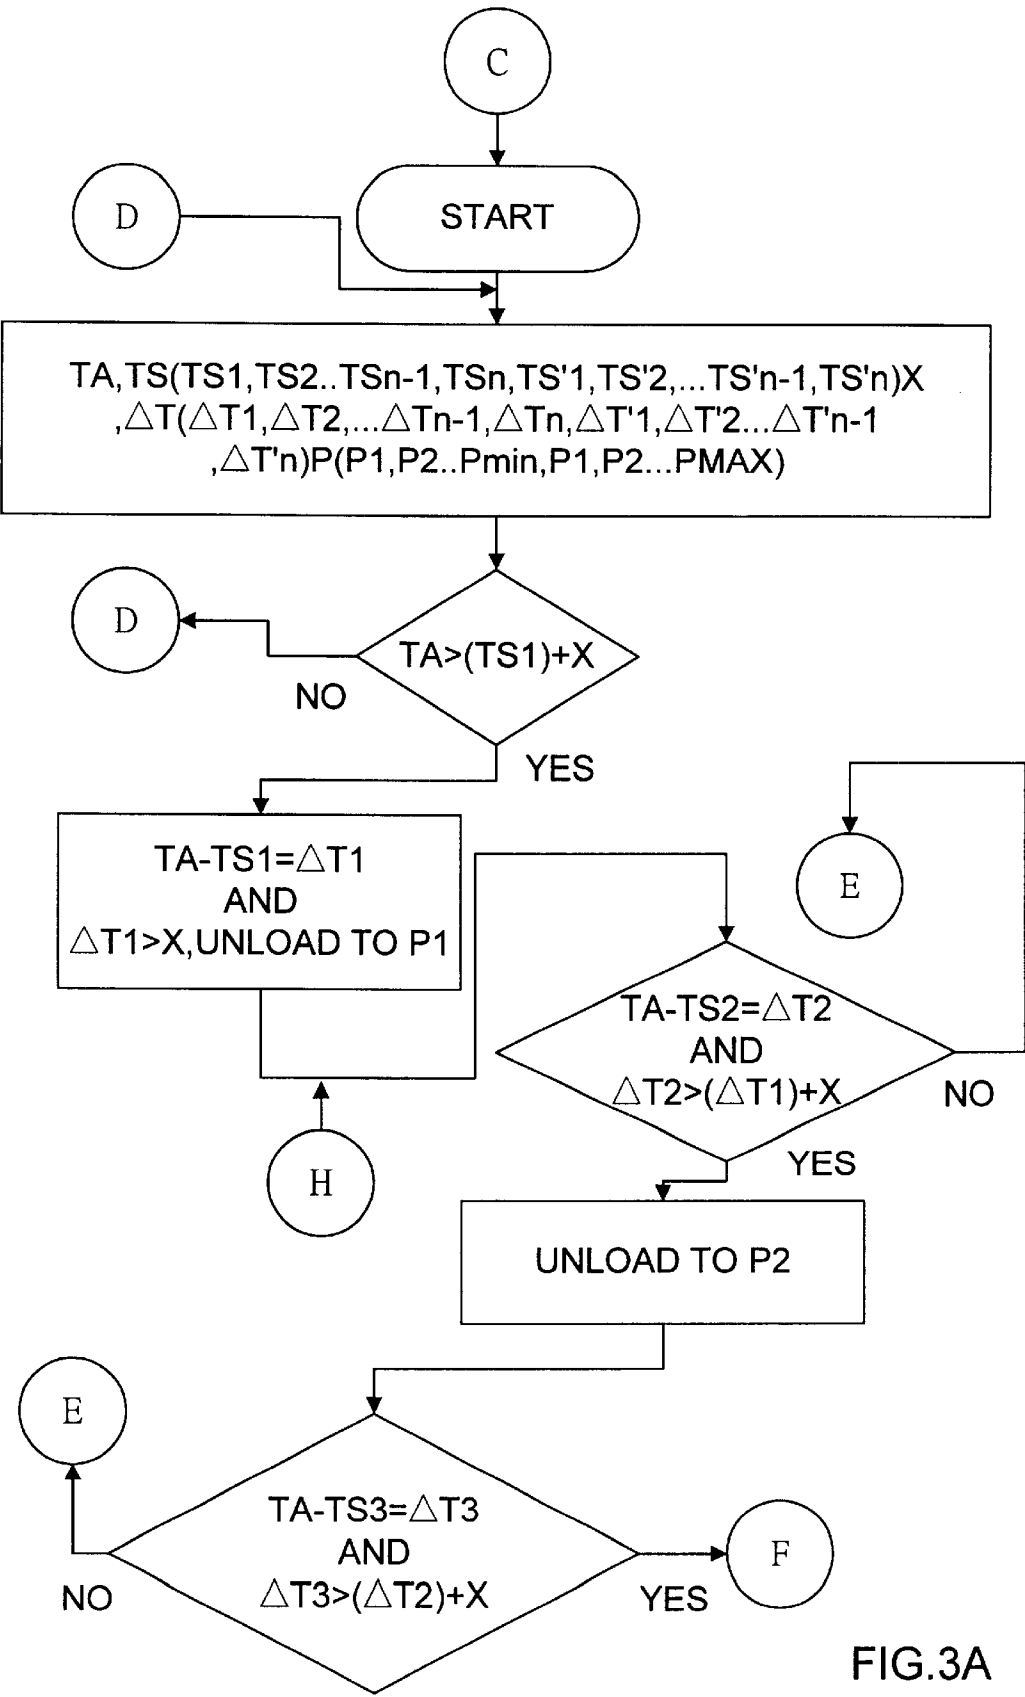 C
D
START
TA,TS(TS1,TS2..TSn-1,TSn,TS'1,TS'2,...TS'n-1,TS'n)X
,△T(△T1,△T2,...△Tn-1,△Tn,△T'1,△T'2...△T'n-1
,△T'n)P(P1,P2..Pmin,P1,P2...PMAX)
D
TA>(TS1)+X
NO
YES
TA-TS1=△T1
AND
△T1>X,UNLOAD TO P1
E
TA-TS2=△T2
AND
△T2>(△T1)+X
NO
YES
H
UNLOAD TO P2
E
TA-TS3=△T3
AND
△T3>(△T2)+X
NO
YES
F
FIG.3A